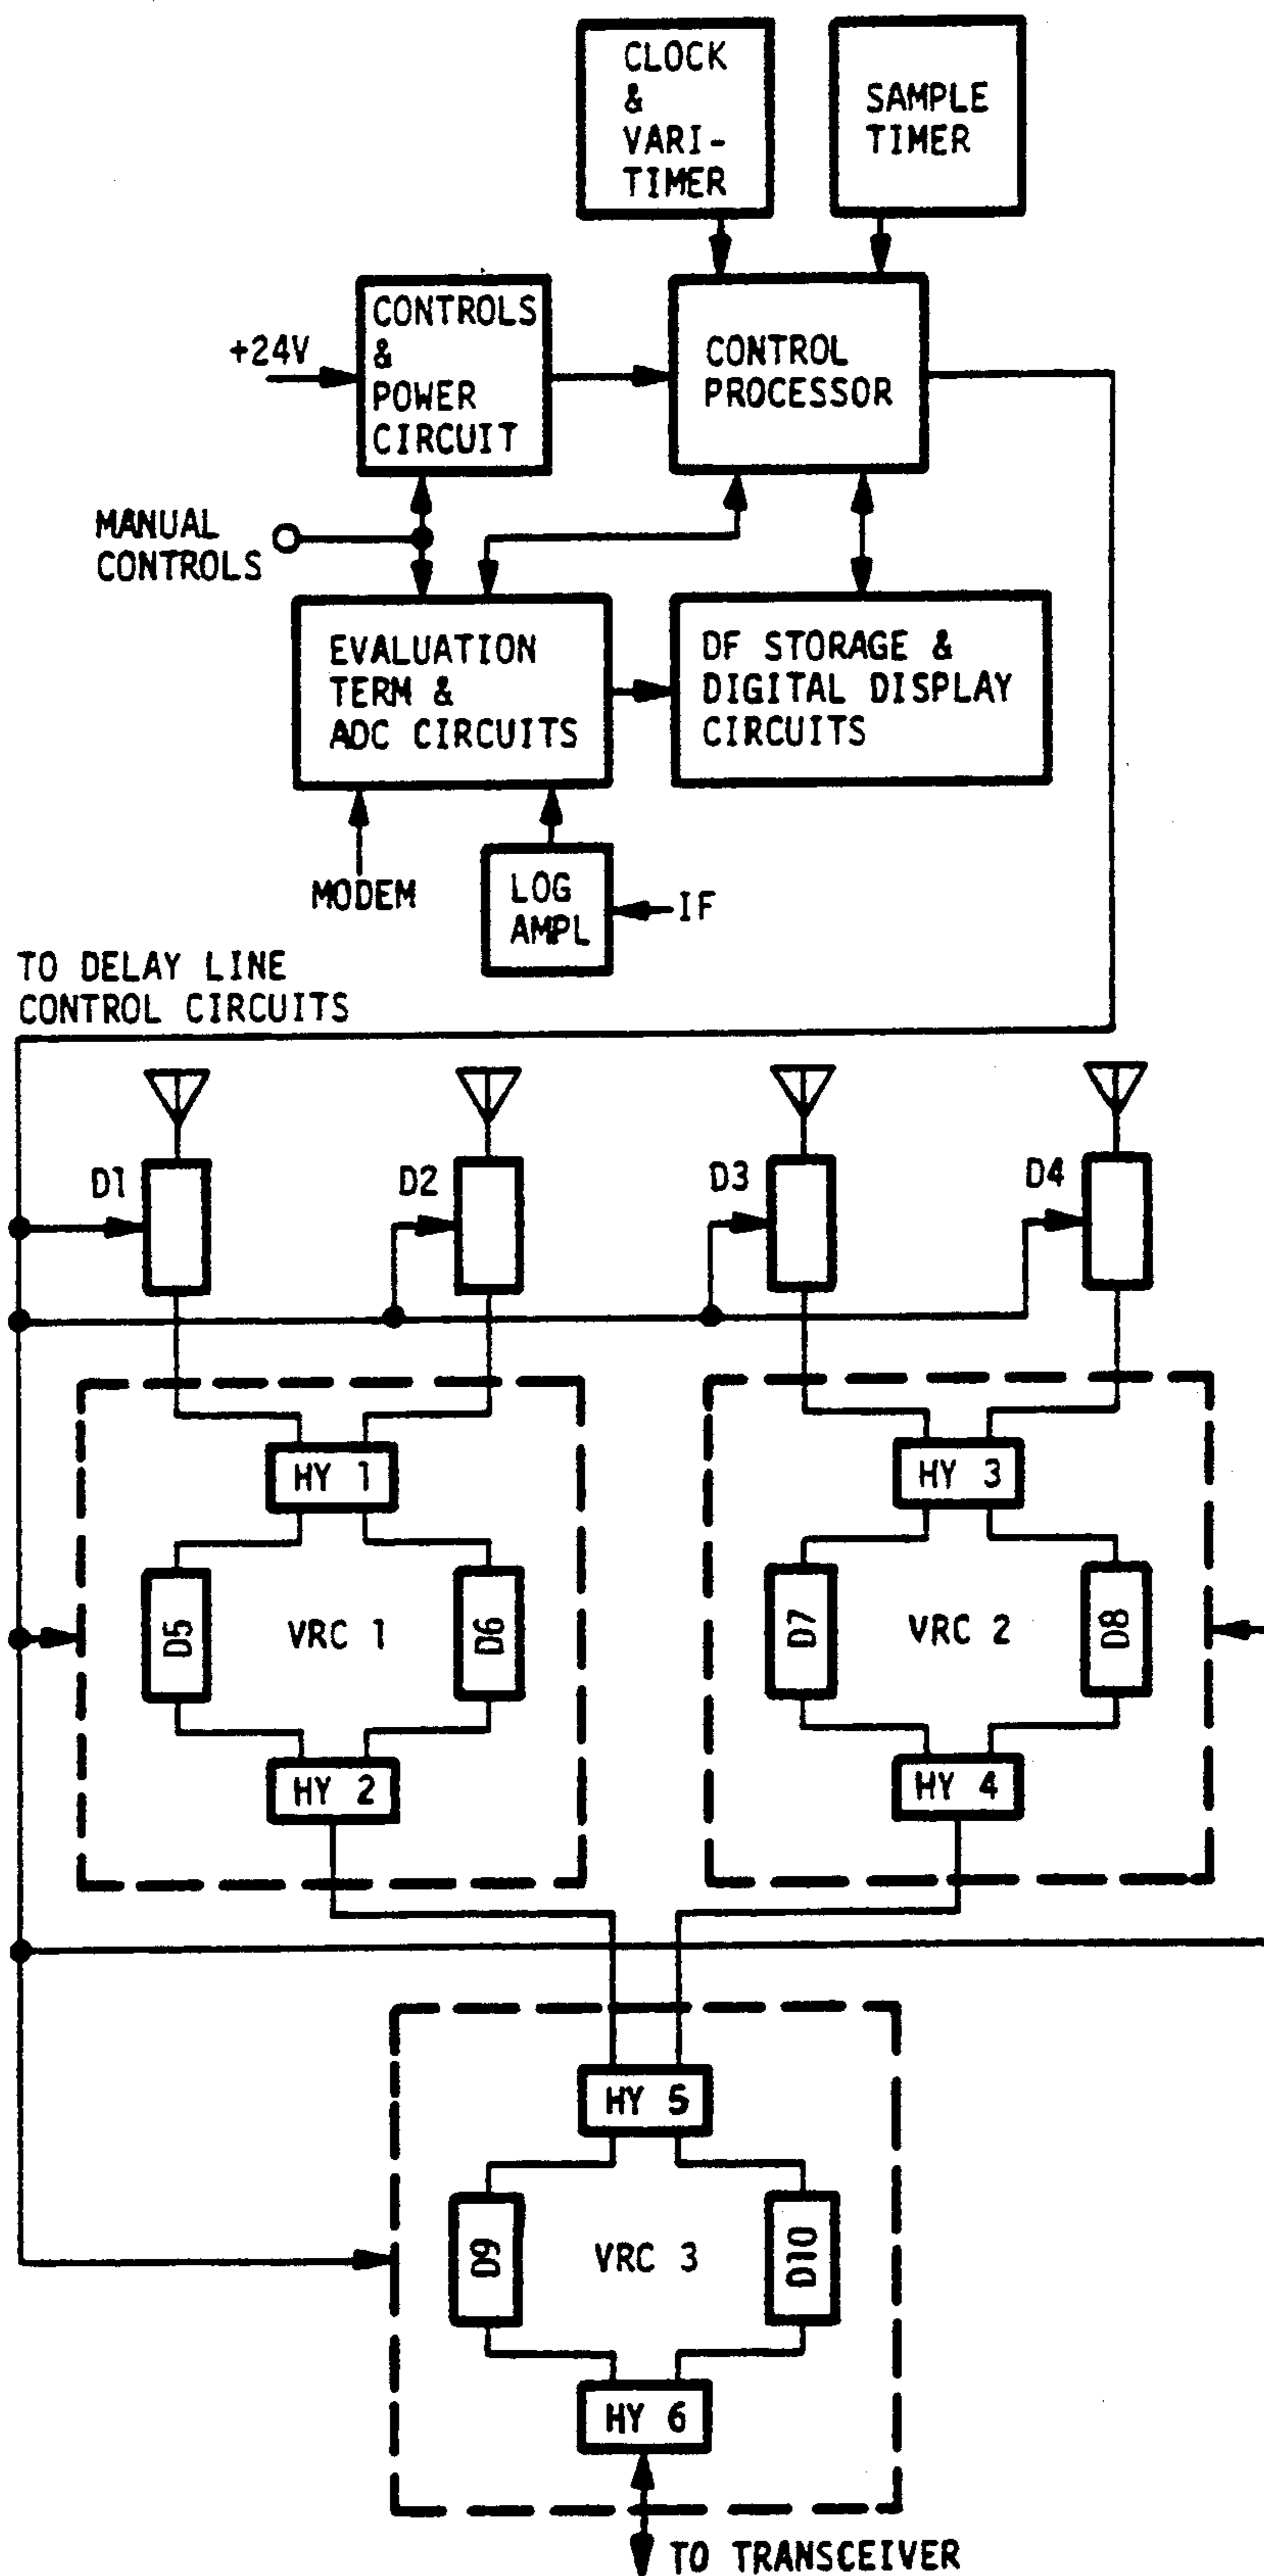 CLOCK
&
VARI-
TIMER
SAMPLE
TIMER
CONTROLS
&
POWER
CIRCUIT
+24V
CONTROL
PROCESSOR
MANUAL
CONTROLS
EVALUATION
TERM &
ADC CIRCUITS
DF STORAGE &
DIGITAL DISPLAY
CIRCUITS
MODEM
LOG
AMPL
IF
TO DELAY LINE
CONTROL CIRCUITS
D1
D2
D3
D4
HY 1
HY 3
D5
VRC 1
D6
D7
VRC 2
D8
HY 2
HY 4
HY 5
D9
VRC 3
D10
HY 6
TO TRANSCEIVER